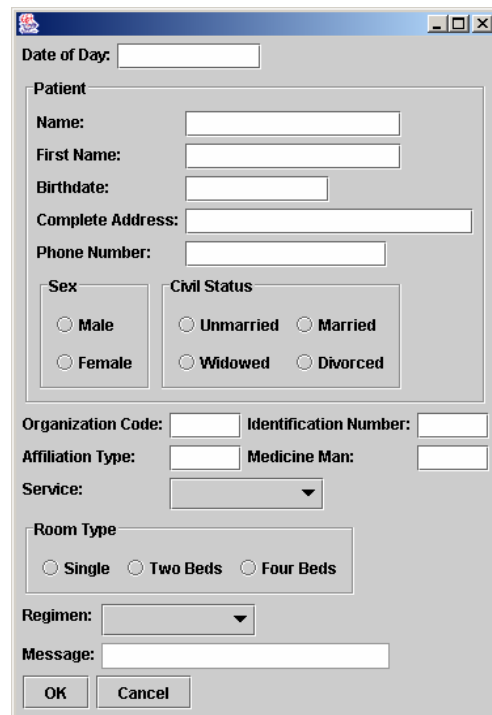 Date of Day:
Patient
Name:
First Name:
Birthdate:
Complete Address:
Phone Number:
Sex Civil Status
Male Unmarried Married
Female Widowed Divorced
Organization Code: Identification Number:
Affiliation Type: Medicine Man:
Service:
Room Type
Single Two Beds Four Beds
Regimen:
Message:
OK Cancel